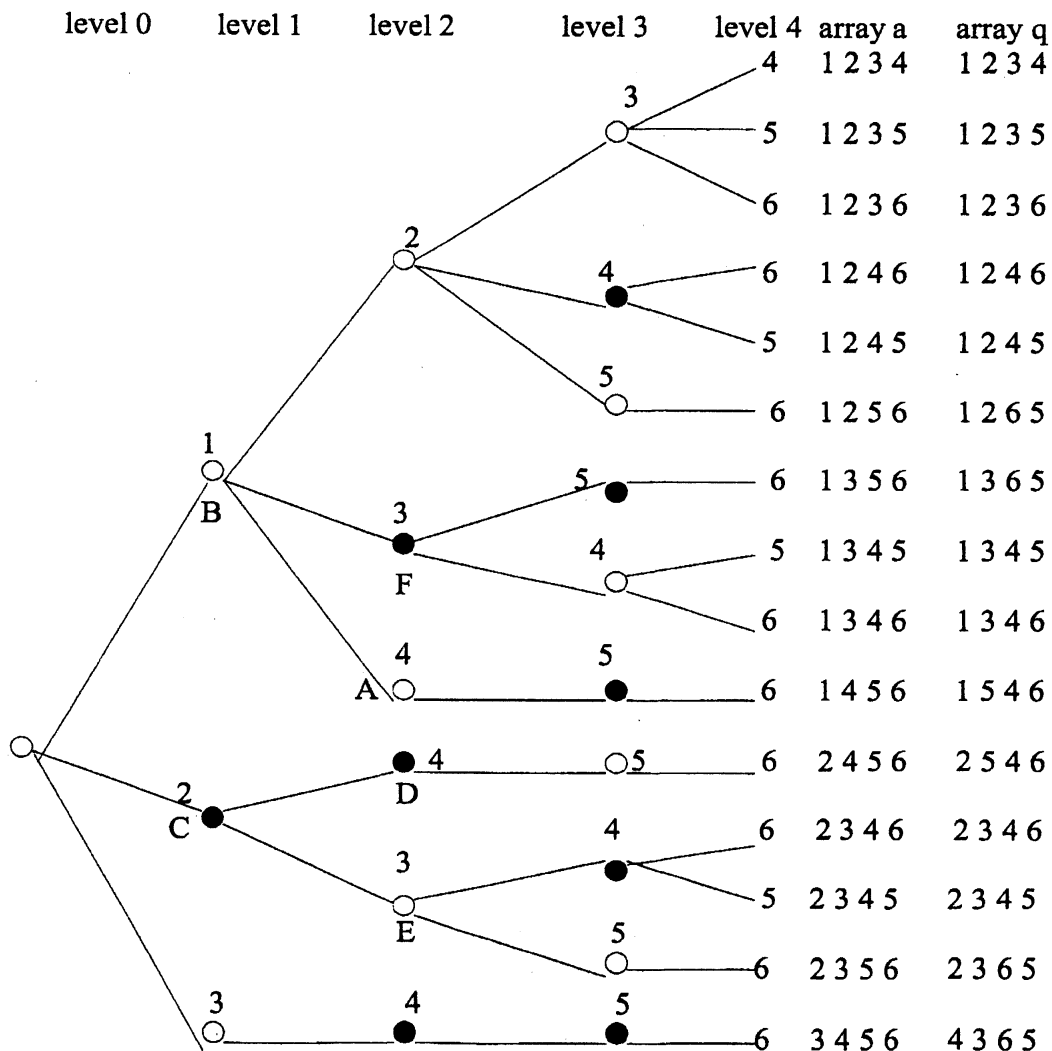 level 0 level 1 level 2 level 3 level 4 array a array q
4 1 2 3 4 1 2 3 4
3
5 1 2 3 5 1 2 3 5
6 1 2 3 6 1 2 3 6
2
4 6 1 2 4 6 1 2 4 6
5 1 2 4 5 1 2 4 5
5
6 1 2 5 6 1 2 6 5
1
5 6 1 3 5 6 1 3 6 5
B 3
4 5 1 3 4 5 1 3 4 5
F
6 1 3 4 6 1 3 4 6
4 5
A 6 1 4 5 6 1 5 4 6
4 5 6 2 4 5 6 2 5 4 6
2 D
C 4 6 2 3 4 6 2 3 4 6
3
5 2 3 4 5 2 3 4 5
E 5
6 2 3 5 6 2 3 6 5
3 4 5
6 3 4 5 6 4 3 6 5